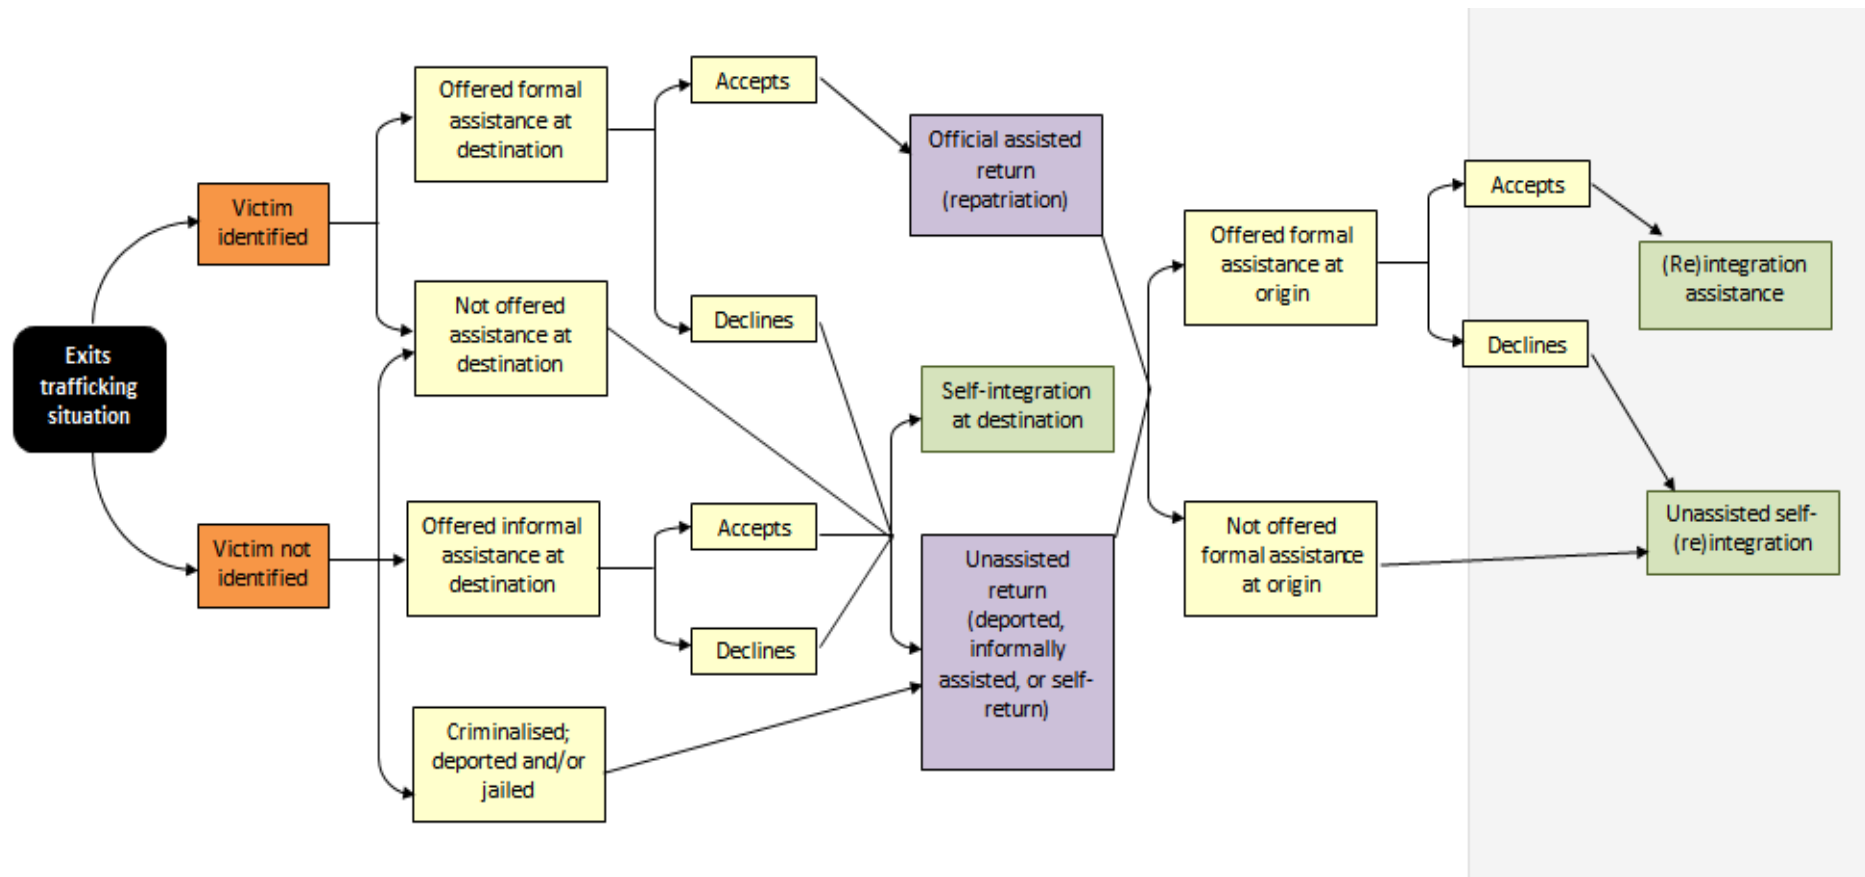 Exits
trafficking
situation
Victim
identified
Victim not
identified
Offered formal
assistance at
destination
Not offered
assistance at
destination
Offered informal
assistance at
destination
Criminalised;
deported and/or
jailed
Accepts
Declines
Accepts
Declines
Official assisted
return
(repatriation)
Self-integration
at destination
Unassisted
return
(deported,
informally
assisted, or self-
return)
Offered formal
assistance at
origin
Not offered
formal assistance
at origin
Accepts
Declines
(Re)integration
assistance
Unassisted self-
(re)integration